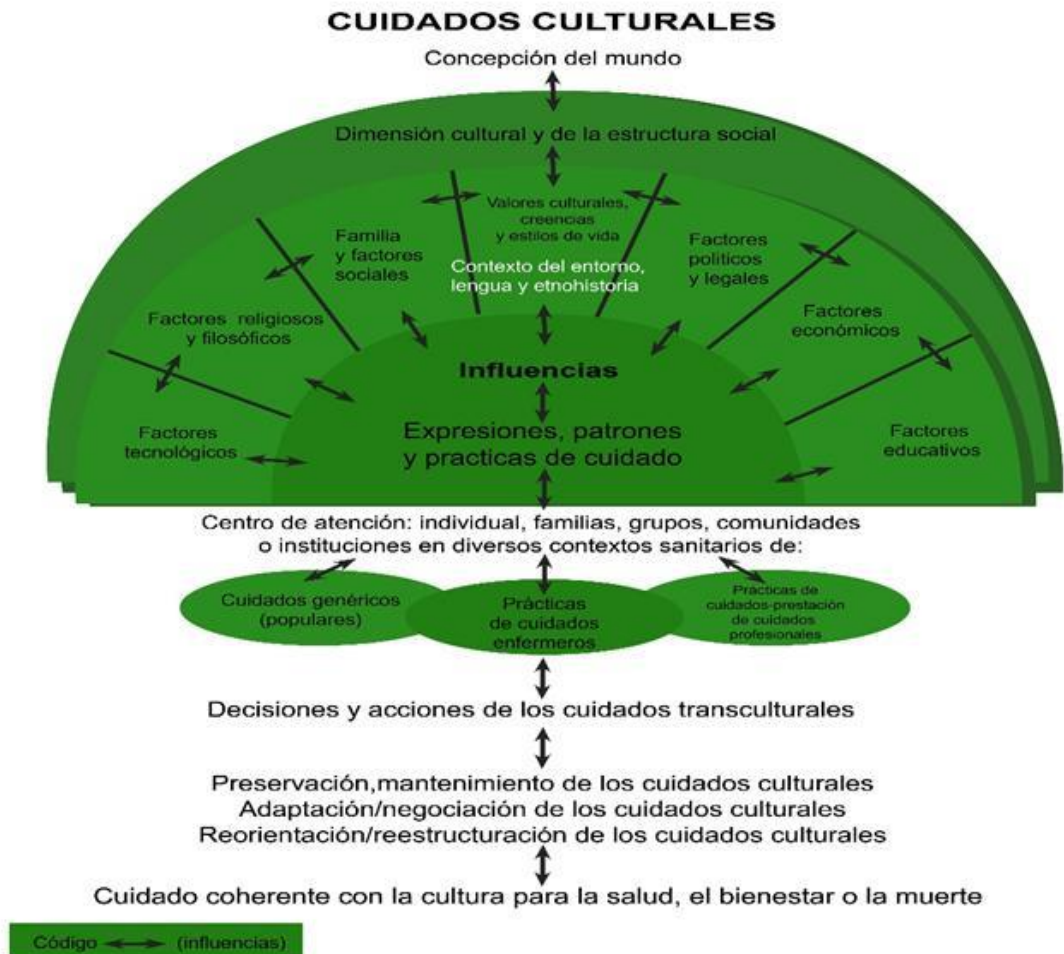 CUIDADOS CULTURALES
Concepción del mundo
Dimensión cultural y de la estructura social
Valores culturales,
creencias
y estilos de vida
Contexto del entorno,
lengua y etnohistoria
Familia
y factores
sociales
Factores
políticos
y legales
Factores religiosos
y filosóficos
Factores
económicos
Factores
tecnológicos
Factores
educativos
Influencias
Expresiones, patrones
y practicas de cuidado
Centro de atención: individual, familias, grupos, comunidades
o instituciones en diversos contextos sanitarios de:
Cuidados genéricos
(populares)
Prácticas
de cuidados
enfermeros
Prácticas de
cuidados-prestación
de cuidados
profesionales
Decisiones y acciones de los cuidados transculturales
Preservación,mantenimiento de los cuidados culturales
Adaptación/negociación de los cuidados culturales
Reorientación/reestructuración de los cuidados culturales
Cuidado coherente con la cultura para la salud, el bienestar o la muerte
Código (influencias)